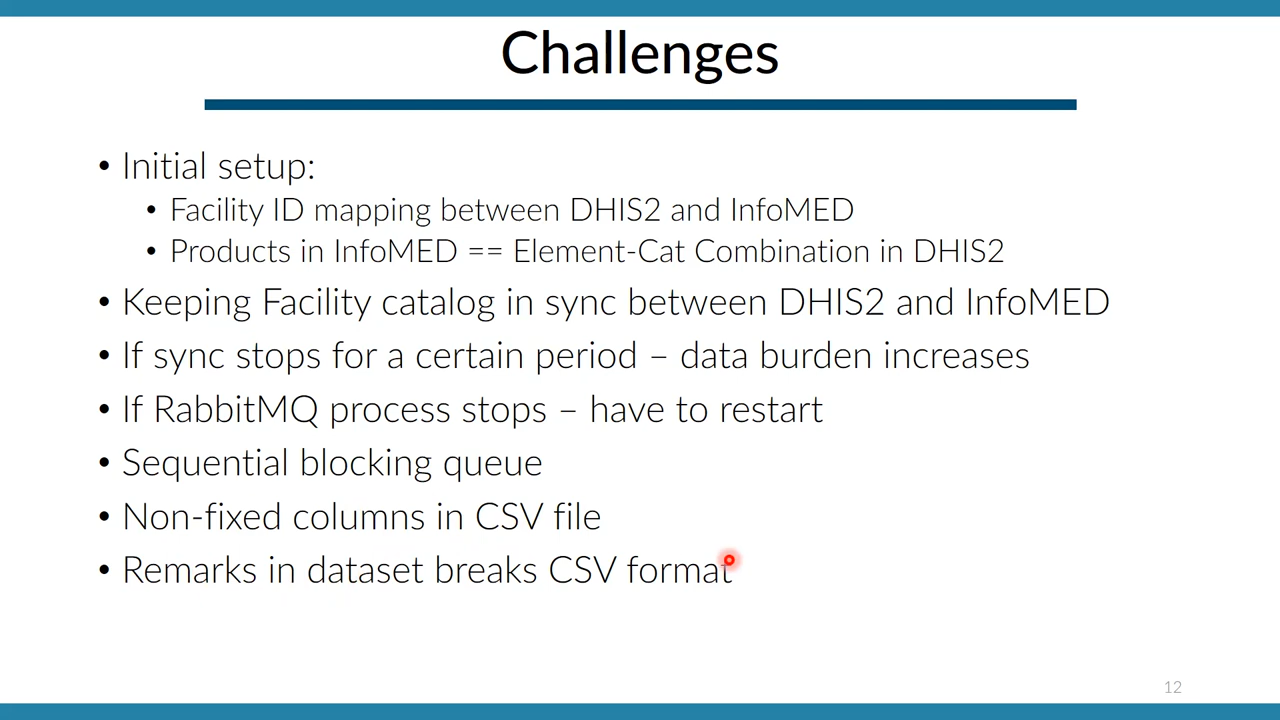 Challenges
• Initial setup:
• Facility ID mapping between DHIS2 and InfoMED
• Products in InfoMED == Element-Cat Combination in DHIS2
• Keeping Facility catalog in sync between DHIS2 and InfoMED
• If sync stops for a certain period – data burden increases
• If RabbitMQ process stops – have to restart
• Sequential blocking queue
• Non-fixed columns in CSV file
• Remarks in dataset breaks CSV format
12